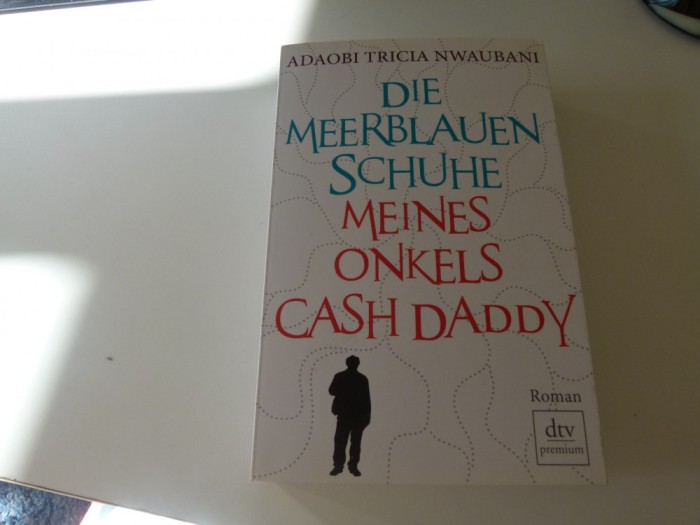 ADAOBI TRICIA NWAUBANI
DIE
MEERBLAUEN
SCHUHE
MEINES
ONKELS
CASH DADDY
Roman
dtv
premium